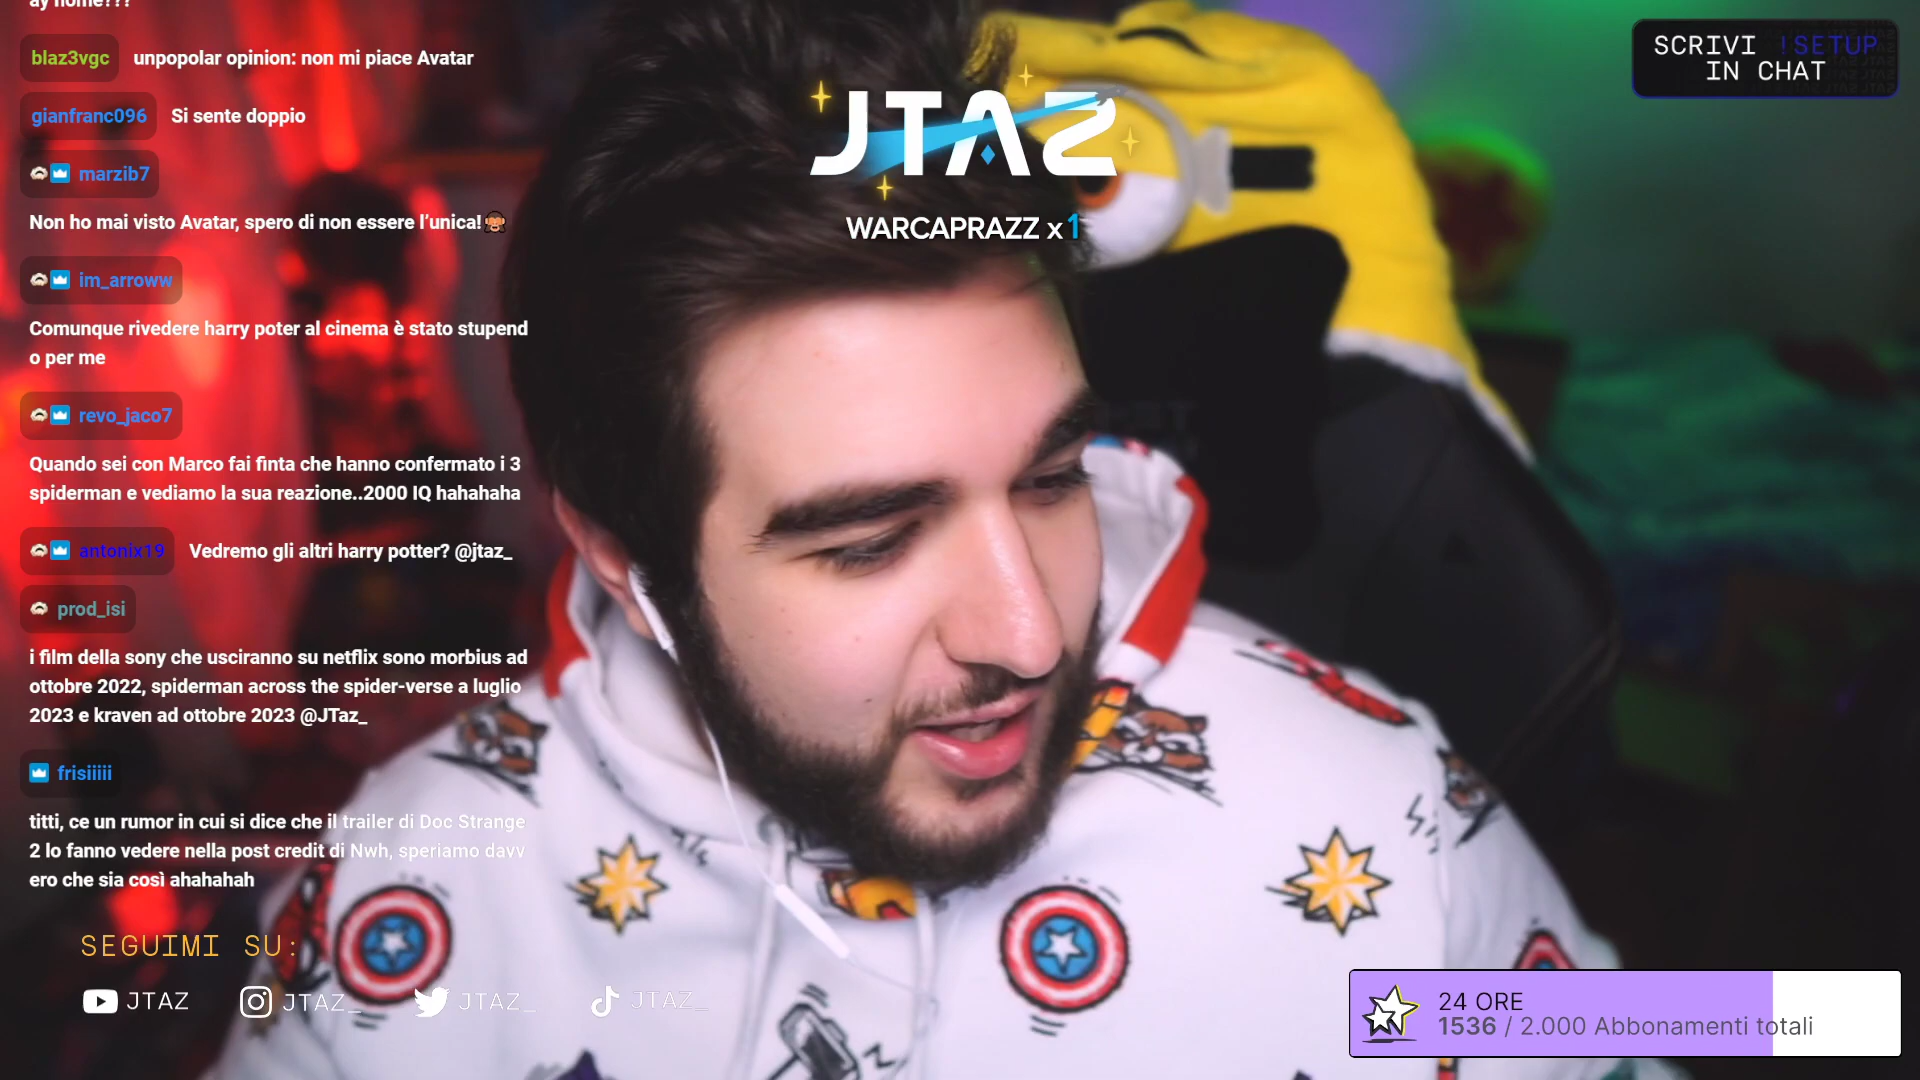 ay home???
blaz3vgc unpopolar opinion: non mi piace Avatar
gianfranc096 Si sente doppio
marzib7
Non ho mai visto Avatar, spero di non essere l’unica!🙊
im_arroww
Comunque rivedere harry poter al cinema è stato stupend
o per me
revo_jaco7
Quando sei con Marco fai finta che hanno confermato i 3
spiderman e vediamo la sua reazione..2000 IQ hahahaha
antonix19 Vedremo gli altri harry potter? @jtaz_
prod_isi
i film della sony che usciranno su netflix sono morbius ad
ottobre 2022, spiderman across the spider-verse a luglio
2023 e kraven ad ottobre 2023 @JTaz_
frisiiiii
titti, ce un rumor in cui si dice che il trailer di Doc Strange
2 lo fanno vedere nella post credit di Nwh, speriamo davv
ero che sia così ahahahah
SEGUIMI SU:
JTAZ JTAZ_ JTAZ_ JTAZ_
JTAZ
WARCAPRAZZ x1
SCRIVI !SETUP
IN CHAT
24 ORE
1536 / 2.000 Abbonamenti totali